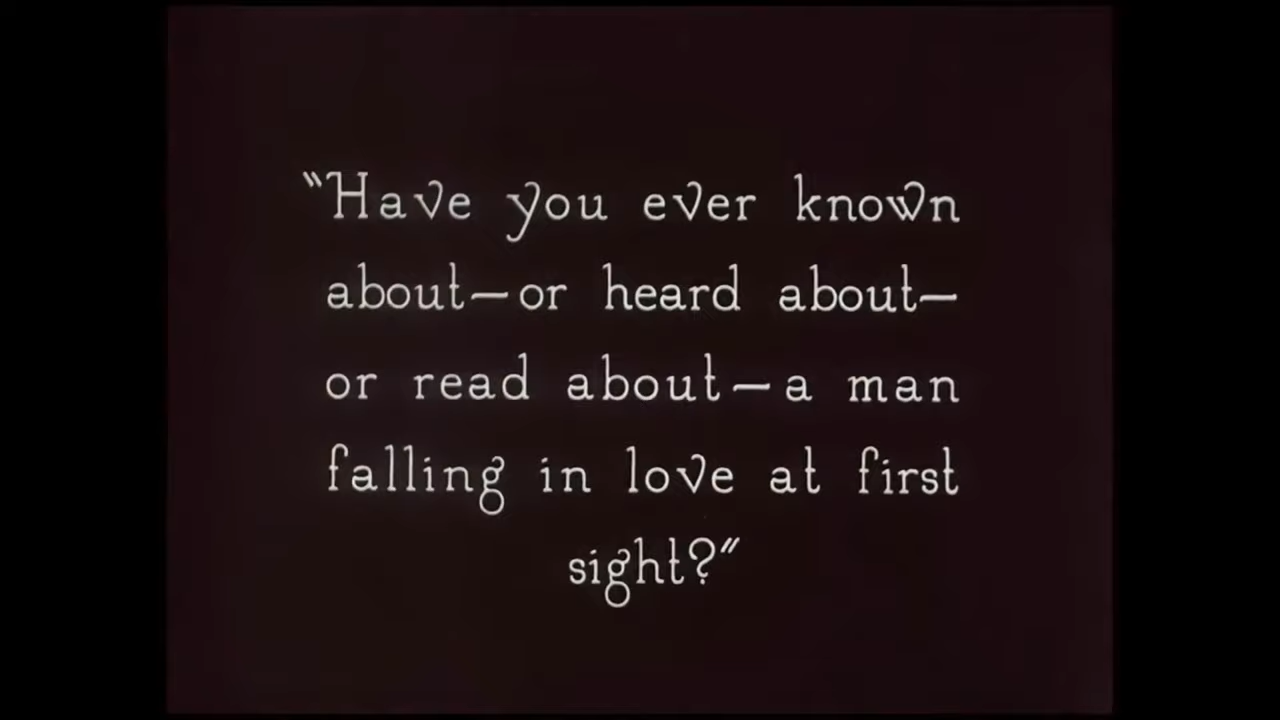 "Have you ever known
about—or heard about—
or read about—a man
falling in love at first
sight?"